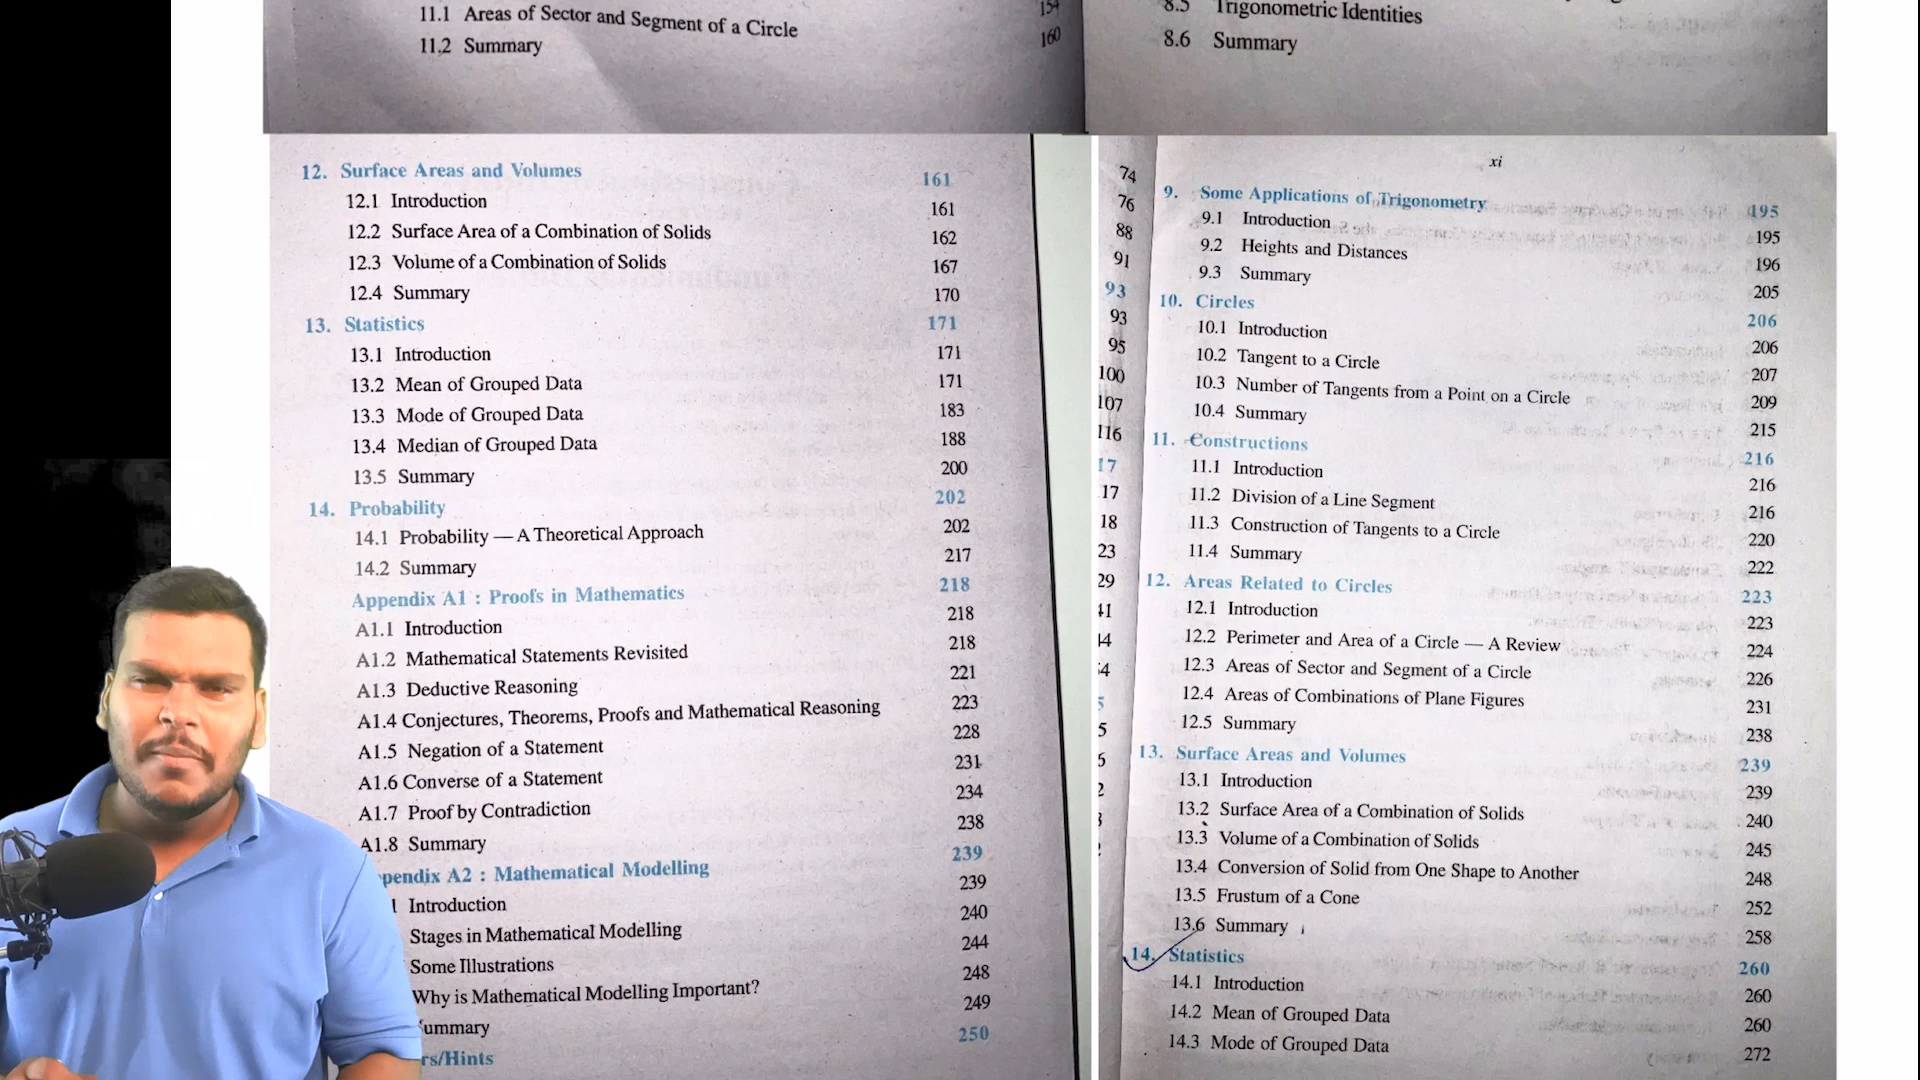 11.1 Areas of Sector and Segment of a Circle 154
11.2 Summary 160
8.5 Trigonometric Identities
8.6 Summary
12. Surface Areas and Volumes 161
12.1 Introduction 161
12.2 Surface Area of a Combination of Solids 162
12.3 Volume of a Combination of Solids 167
12.4 Summary 170
13. Statistics 171
13.1 Introduction 171
13.2 Mean of Grouped Data 171
13.3 Mode of Grouped Data 183
13.4 Median of Grouped Data 188
13.5 Summary 200
14. Probability 202
14.1 Probability — A Theoretical Approach 202
14.2 Summary 217
Appendix A1 : Proofs in Mathematics 218
A1.1 Introduction 218
A1.2 Mathematical Statements Revisited 218
A1.3 Deductive Reasoning 221
A1.4 Conjectures, Theorems, Proofs and Mathematical Reasoning 223
A1.5 Negation of a Statement 228
A1.6 Converse of a Statement 231
A1.7 Proof by Contradiction 234
A1.8 Summary 238
pendix A2 : Mathematical Modelling 239
1 Introduction 239
Stages in Mathematical Modelling 240
Some Illustrations 244
Why is Mathematical Modelling Important? 248
ummary 249
rs/Hints 250
74
76
88
91
93
93
95
100
107
116
17
17
18
23
29
41
44
54
5
5
6
2
3
2
xi
9. Some Applications of Trigonometry 195
9.1 Introduction 195
9.2 Heights and Distances 196
9.3 Summary 205
10. Circles 206
10.1 Introduction 206
10.2 Tangent to a Circle 207
10.3 Number of Tangents from a Point on a Circle 209
10.4 Summary 215
11. Constructions 216
11.1 Introduction 216
11.2 Division of a Line Segment 216
11.3 Construction of Tangents to a Circle 220
11.4 Summary 222
12. Areas Related to Circles 223
12.1 Introduction 223
12.2 Perimeter and Area of a Circle — A Review 224
12.3 Areas of Sector and Segment of a Circle 226
12.4 Areas of Combinations of Plane Figures 231
12.5 Summary 238
13. Surface Areas and Volumes 239
13.1 Introduction 239
13.2 Surface Area of a Combination of Solids 240
13.3 Volume of a Combination of Solids 245
13.4 Conversion of Solid from One Shape to Another 248
13.5 Frustum of a Cone 252
13.6 Summary 258
14. Statistics 260
14.1 Introduction 260
14.2 Mean of Grouped Data 260
14.3 Mode of Grouped Data 272